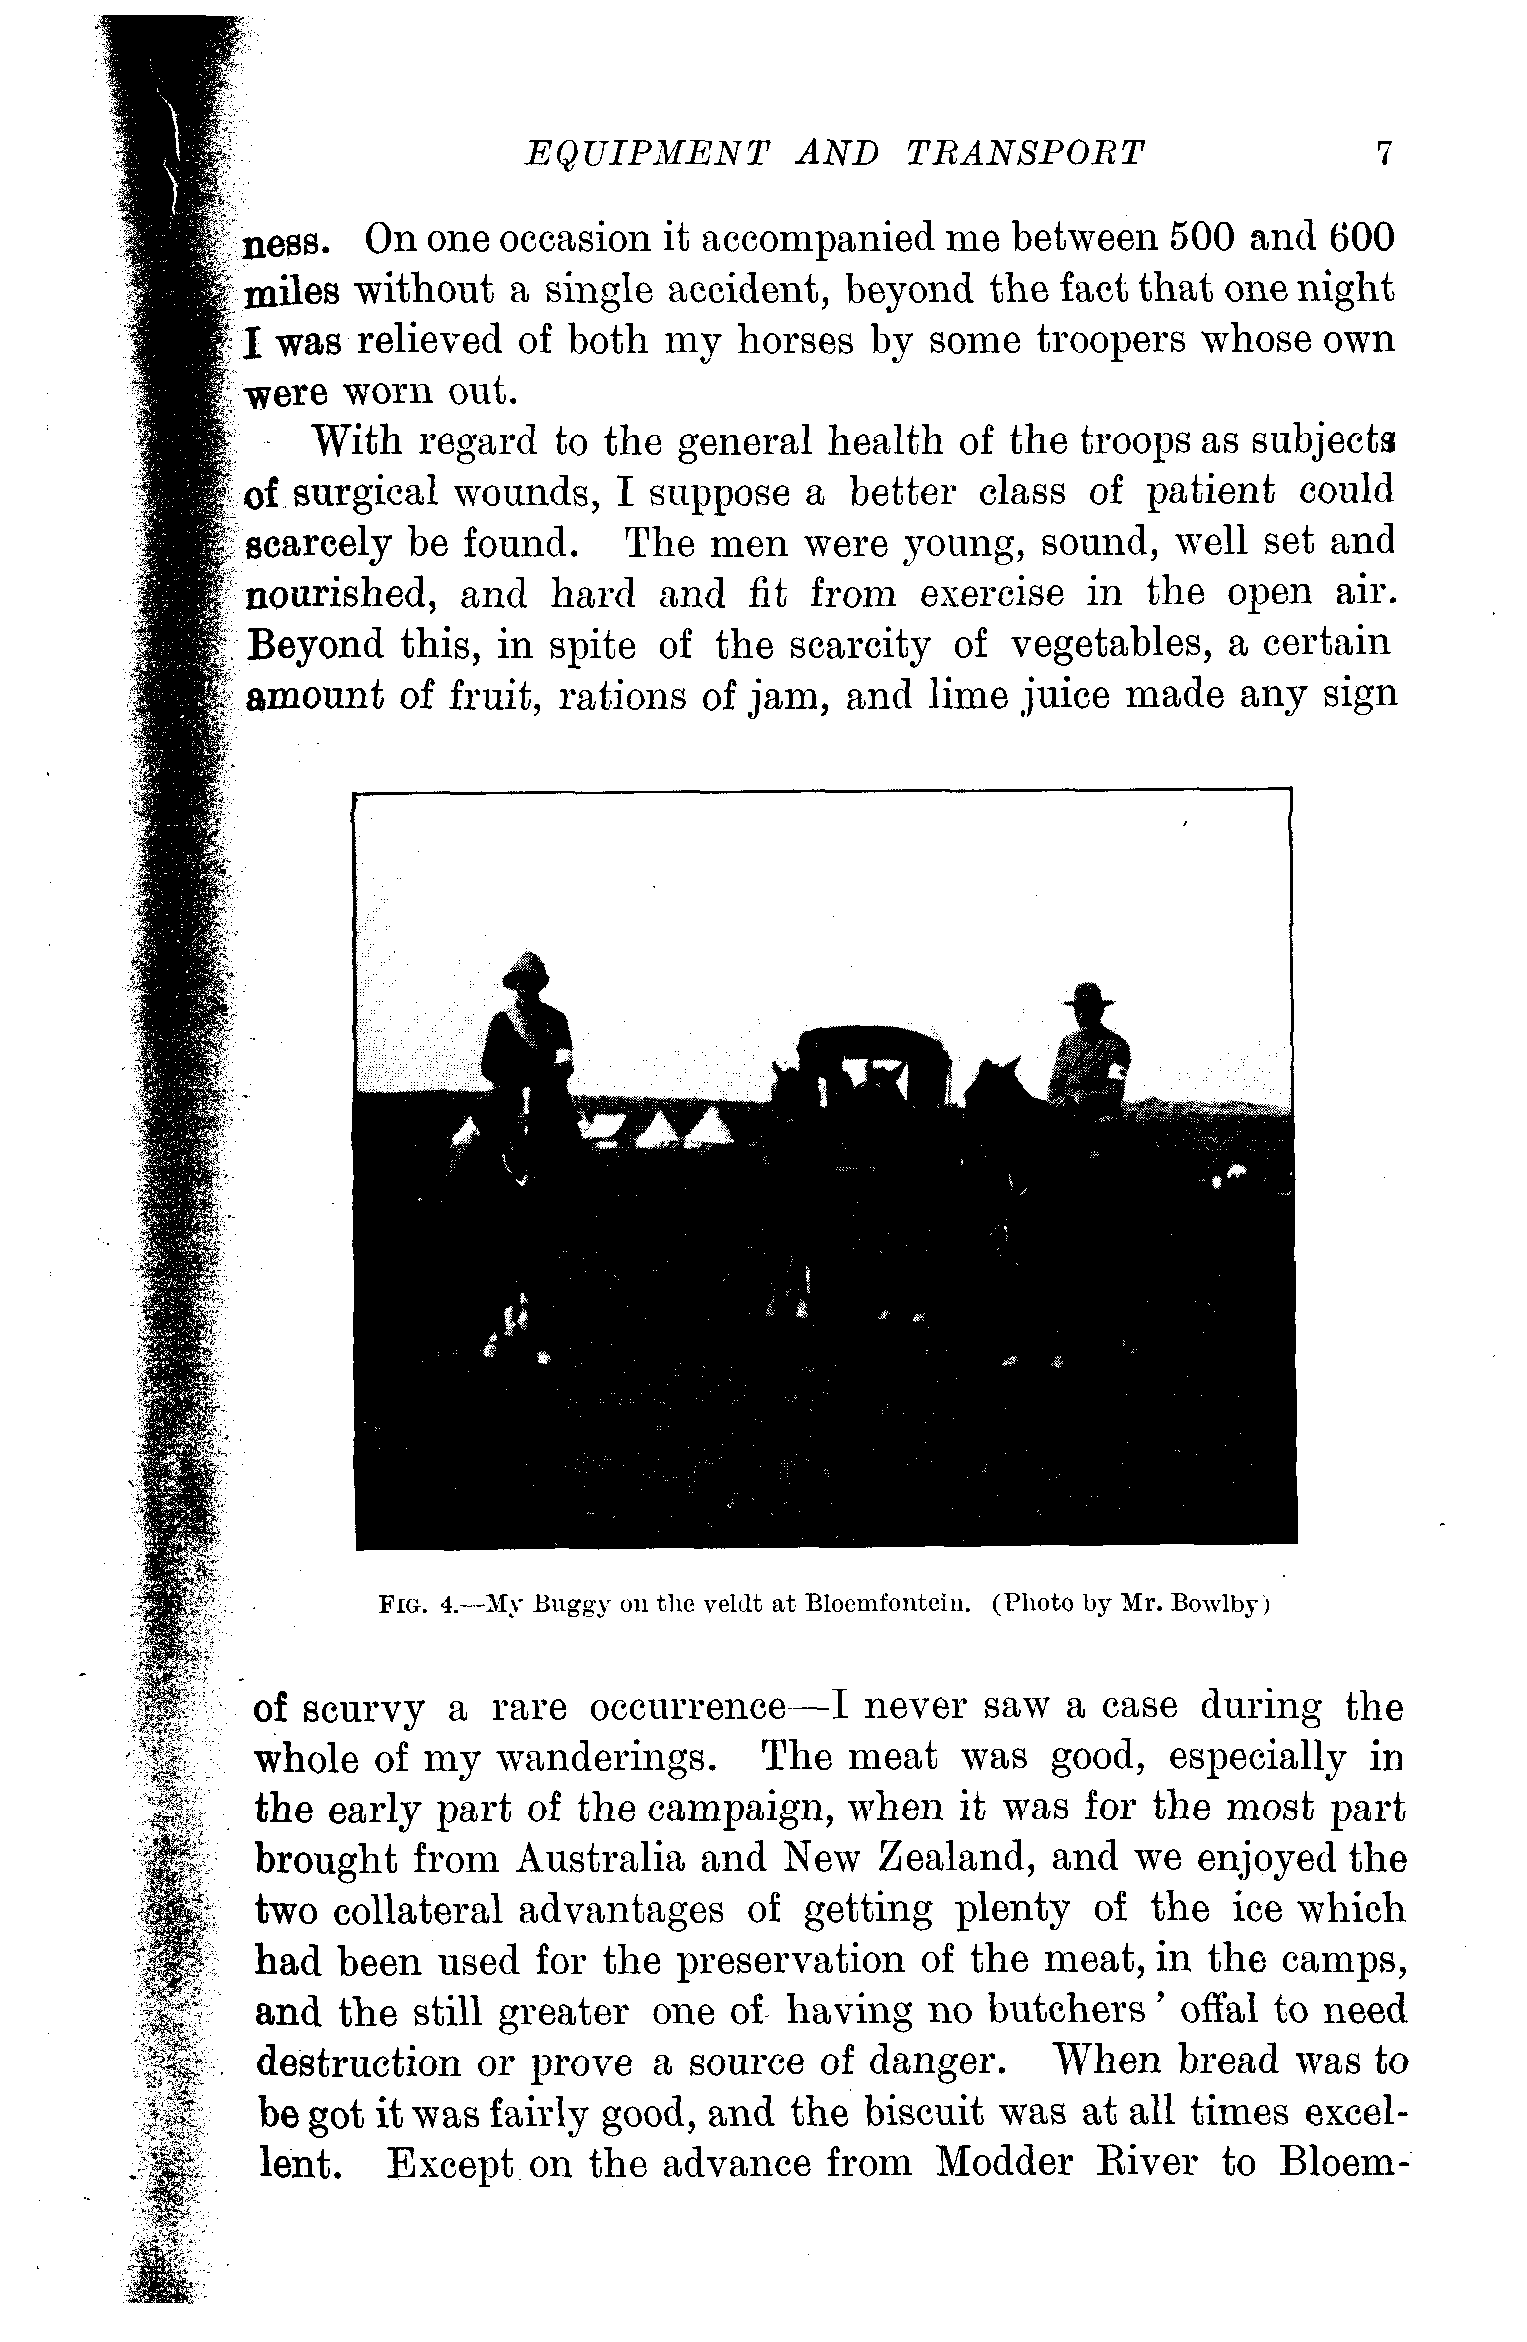 EQUIPMENT AND TRANSPORT 7
ness. On one occasion it accompanied me between 500 and 600
miles without a single accident, beyond the fact that one night
I was relieved of both my horses by some troopers whose own
were worn out.
With regard to the general health of the troops as subjects
of surgical wounds, I suppose a better class of patient could
scarcely be found. The men were young, sound, well set and
nourished, and hard and fit from exercise in the open air.
Beyond this, in spite of the scarcity of vegetables, a certain
amount of fruit, rations of jam, and lime juice made any sign
FIG. 4.—My Buggy on the veldt at Bloemfontein. (Photo by Mr. Bowlby)
of scurvy a rare occurrence—I never saw a case during the
whole of my wanderings. The meat was good, especially in
the early part of the campaign, when it was for the most part
brought from Australia and New Zealand, and we enjoyed the
two collateral advantages of getting plenty of the ice which
had been used for the preservation of the meat, in the camps,
and the still greater one of having no butchers' offal to need
destruction or prove a source of danger. When bread was to
be got it was fairly good, and the biscuit was at all times excel-
lent. Except on the advance from Modder River to Bloem-